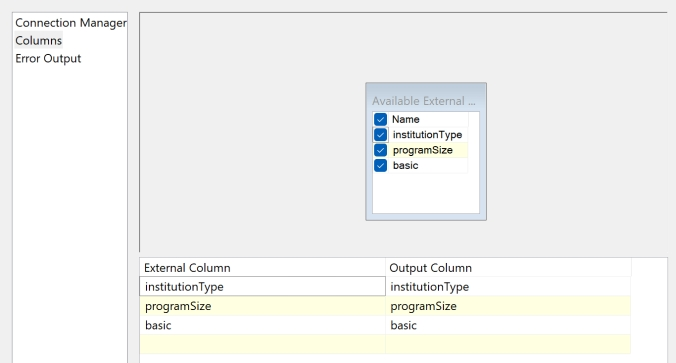 Connection Manager
Columns
Error Output
Available External ...
Name
institutionType
programSize
basic
External Column Output Column
institutionType institutionType
programSize programSize
basic basic